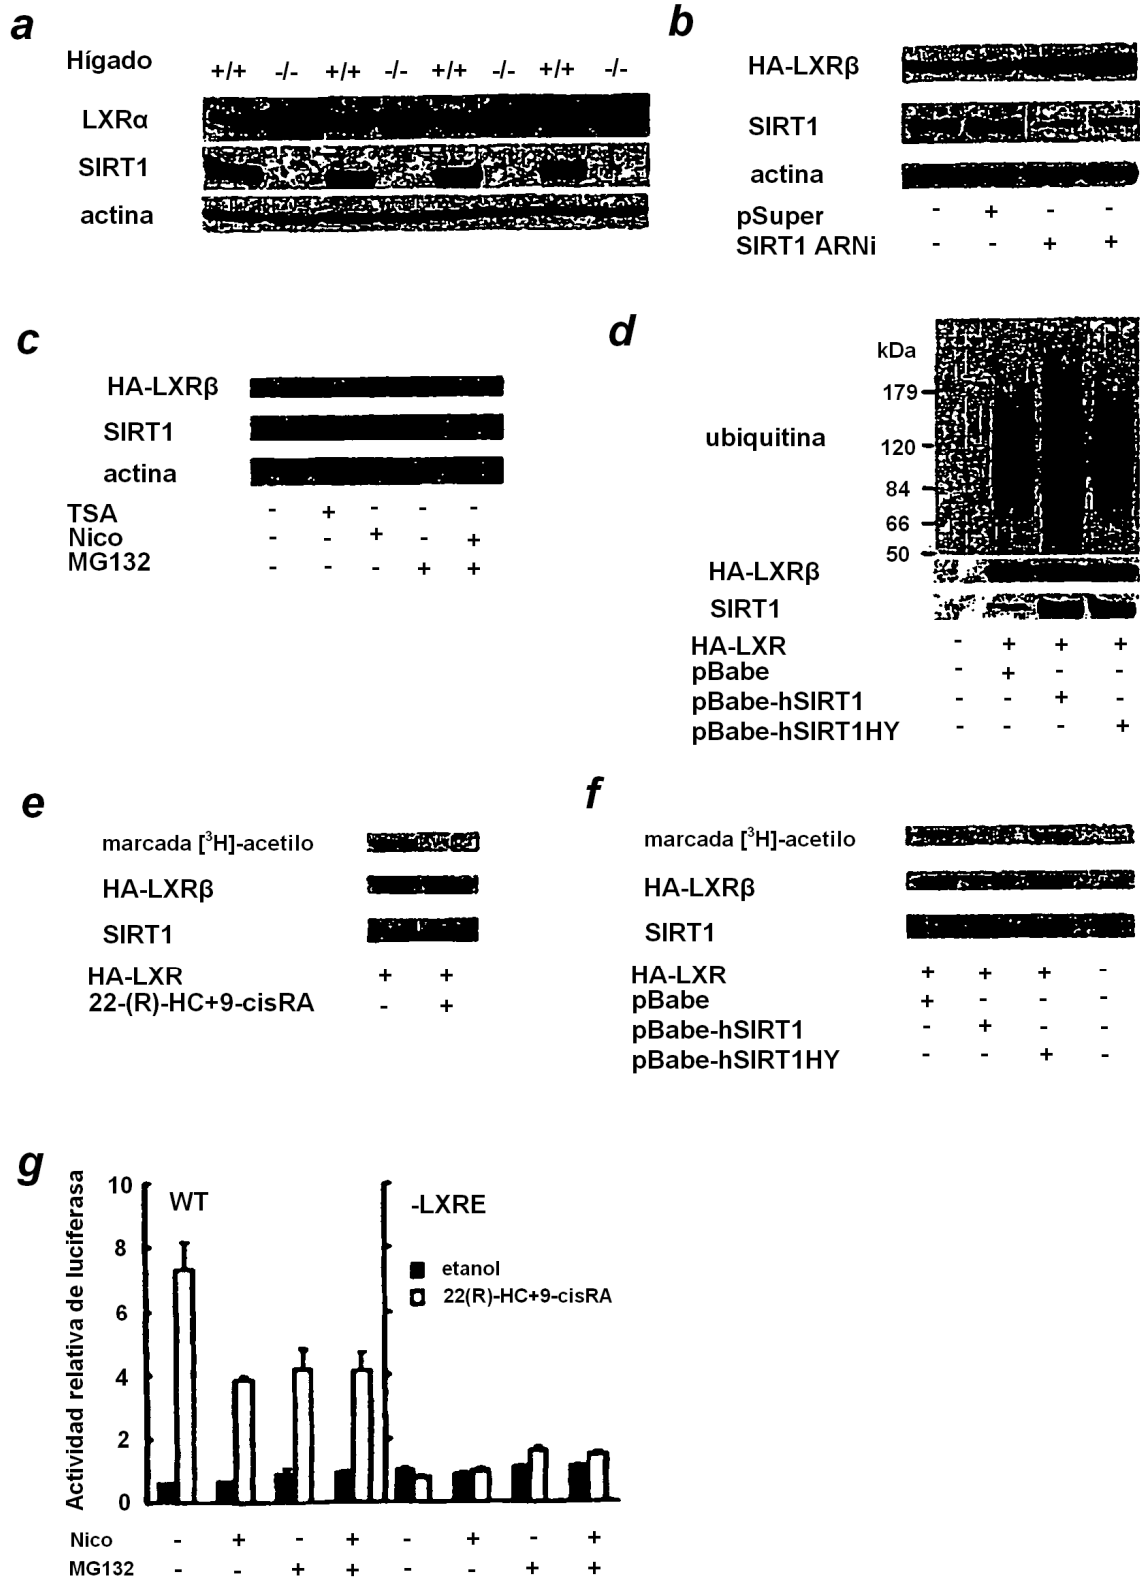 a
Hígado
+/+ -/- +/+ -/- +/+ -/- +/+ -/-
LXRα
SIRT1
actina
b
HA-LXRβ
SIRT1
actina
pSuper - + - -
SIRT1 ARNi - - + +
c
HA-LXRβ
SIRT1
actina
TSA - + - - -
Nico - - + - +
MG132 - - - + +
d
kDa
179
ubiquitina
120
84
66
50
HA-LXRβ
SIRT1
HA-LXR - + + +
pBabe - + - -
pBabe-hSIRT1 - - + -
pBabe-hSIRT1HY - - - +
e
marcada [³H]-acetilo
HA-LXRβ
SIRT1
HA-LXR + +
22-(R)-HC+9-cisRA - +
f
marcada [³H]-acetilo
HA-LXRβ
SIRT1
HA-LXR + + + -
pBabe + - - -
pBabe-hSIRT1 - + - -
pBabe-hSIRT1HY - - + -
g
Actividad relativa de luciferasa
10
8
6
4
2
0
WT
-LXRE
etanol
22(R)-HC+9-cisRA
Nico - + - + - + - +
MG132 - - + + - - + +